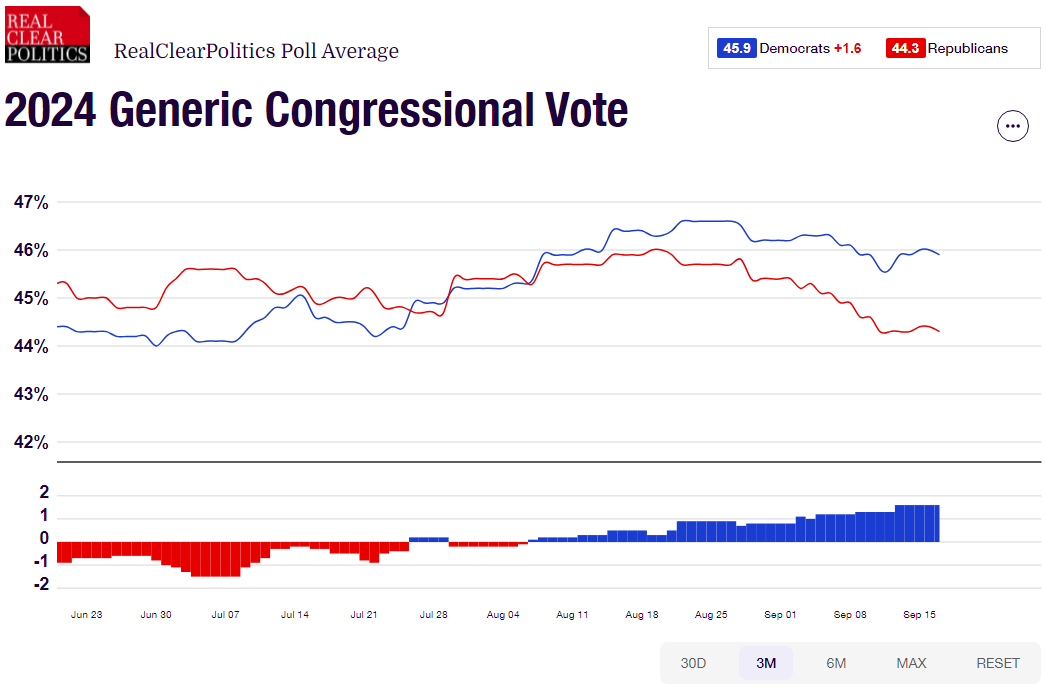 REAL
CLEAR
POLITICS
RealClearPolitics Poll Average
45.9 Democrats +1.6 44.3 Republicans
2024 Generic Congressional Vote
47%
46%
45%
44%
43%
42%
2
1
0
-1
-2
Jun 23 Jun 30 Jul 07 Jul 14 Jul 21 Jul 28 Aug 04 Aug 11 Aug 18 Aug 25 Sep 01 Sep 08 Sep 15
30D 3M 6M MAX RESET